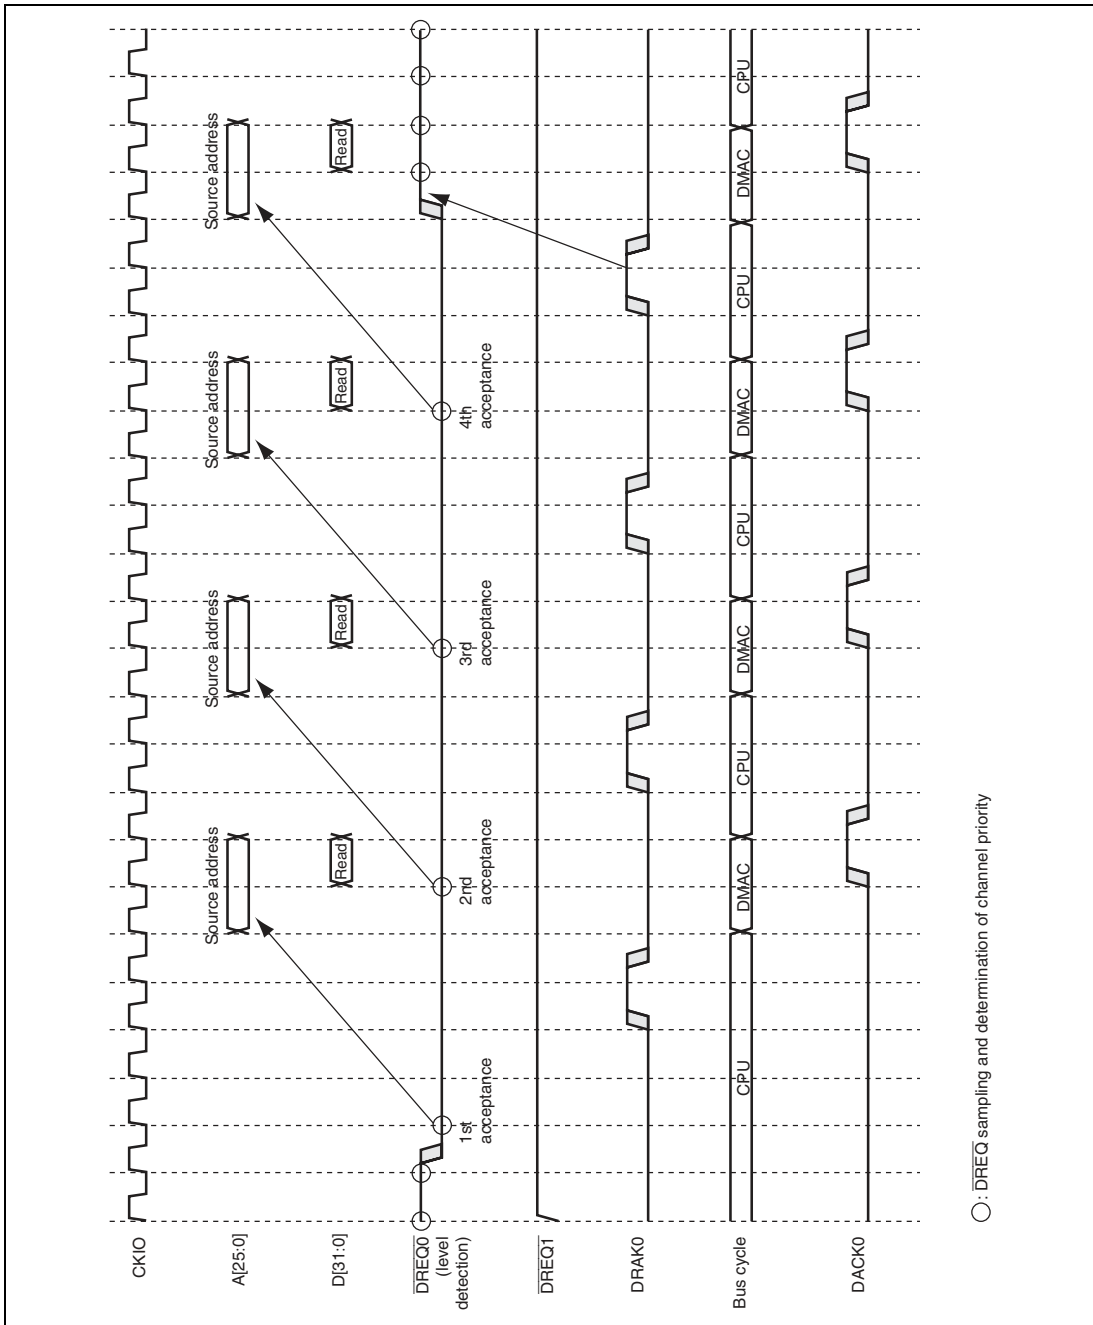 CKIO
A[25:0]
Source address
Source address
Source address
Source address
D[31:0]
Read
Read
Read
Read
DREQ0
(level
detection)
1st
acceptance
2nd
acceptance
3rd
acceptance
4th
acceptance
DREQ1
DRAK0
Bus cycle
CPU
DMAC
CPU
DMAC
CPU
DMAC
CPU
DMAC
CPU
DACK0
: DREQ sampling and determination of channel priority